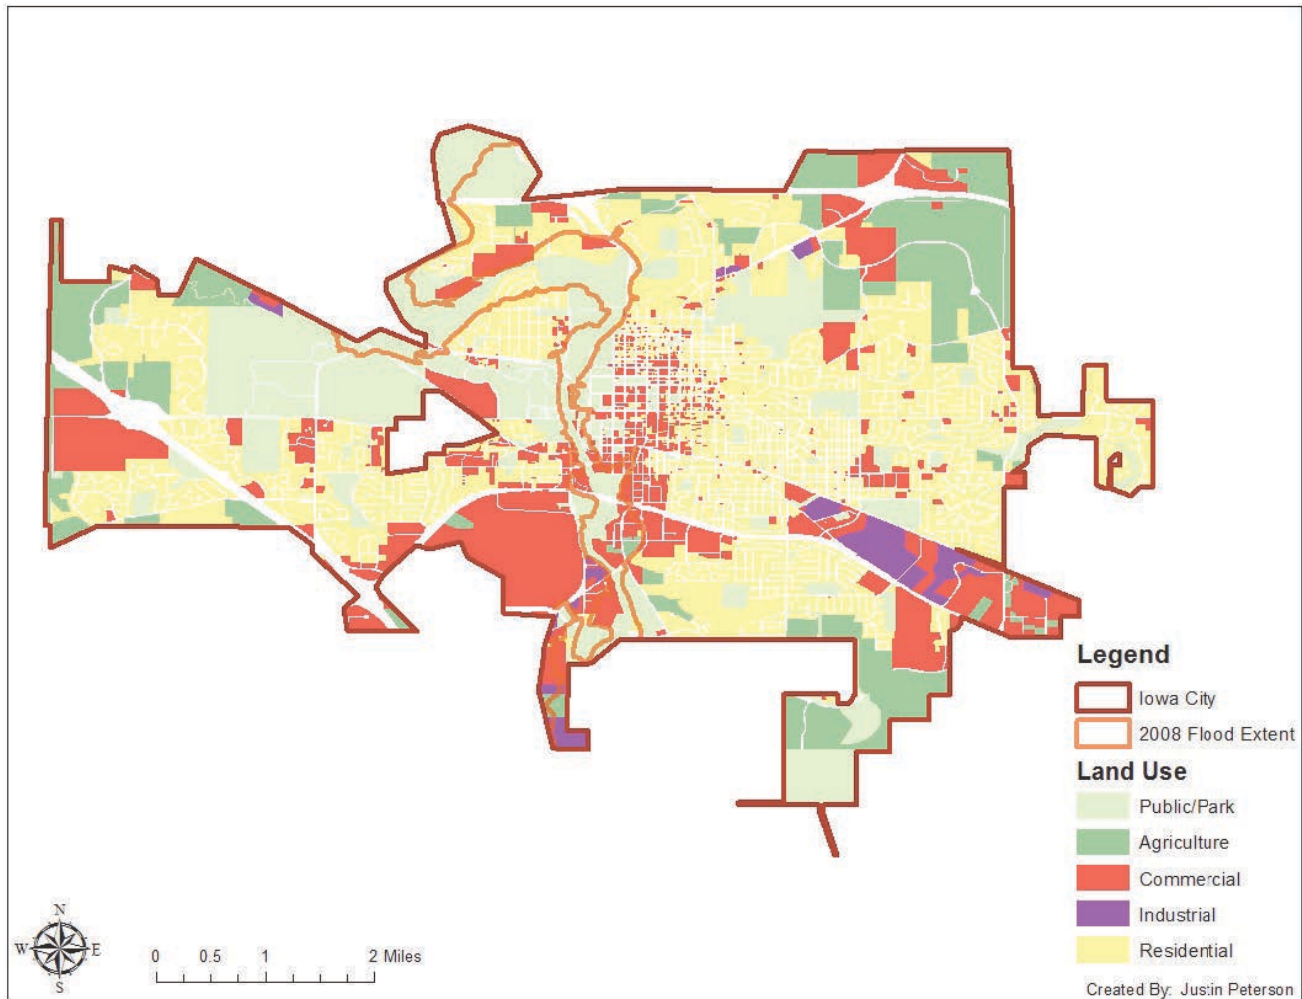 Legend
Iowa City
2008 Flood Extent
Land Use
Public/Park
Agriculture
Commercial
Industrial
Residential
N
W E
S
0 0.5 1 2 Miles
Created By: Justin Peterson